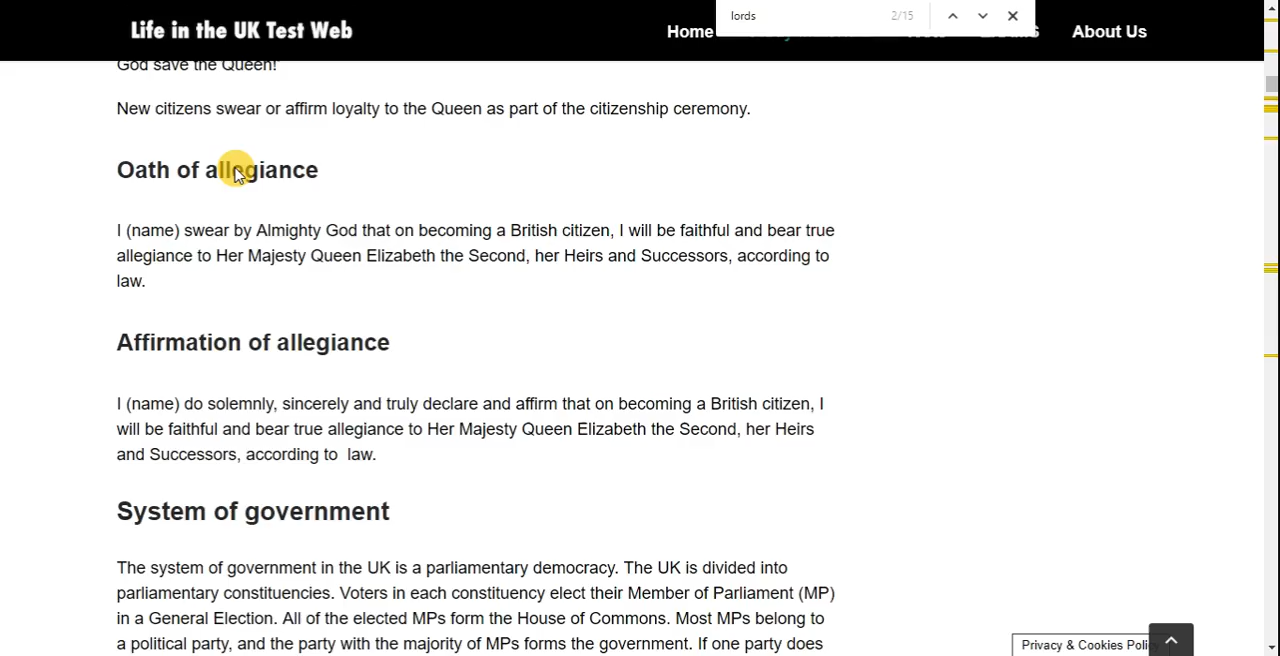 Life in the UK Test Web
lords 2/15
Home About Us
God save the Queen!
New citizens swear or affirm loyalty to the Queen as part of the citizenship ceremony.
Oath of allegiance
I (name) swear by Almighty God that on becoming a British citizen, I will be faithful and bear true
allegiance to Her Majesty Queen Elizabeth the Second, her Heirs and Successors, according to
law.
Affirmation of allegiance
I (name) do solemnly, sincerely and truly declare and affirm that on becoming a British citizen, I
will be faithful and bear true allegiance to Her Majesty Queen Elizabeth the Second, her Heirs
and Successors, according to law.
System of government
The system of government in the UK is a parliamentary democracy. The UK is divided into
parliamentary constituencies. Voters in each constituency elect their Member of Parliament (MP)
in a General Election. All of the elected MPs form the House of Commons. Most MPs belong to
a political party, and the party with the majority of MPs forms the government. If one party does
Privacy & Cookies Policy